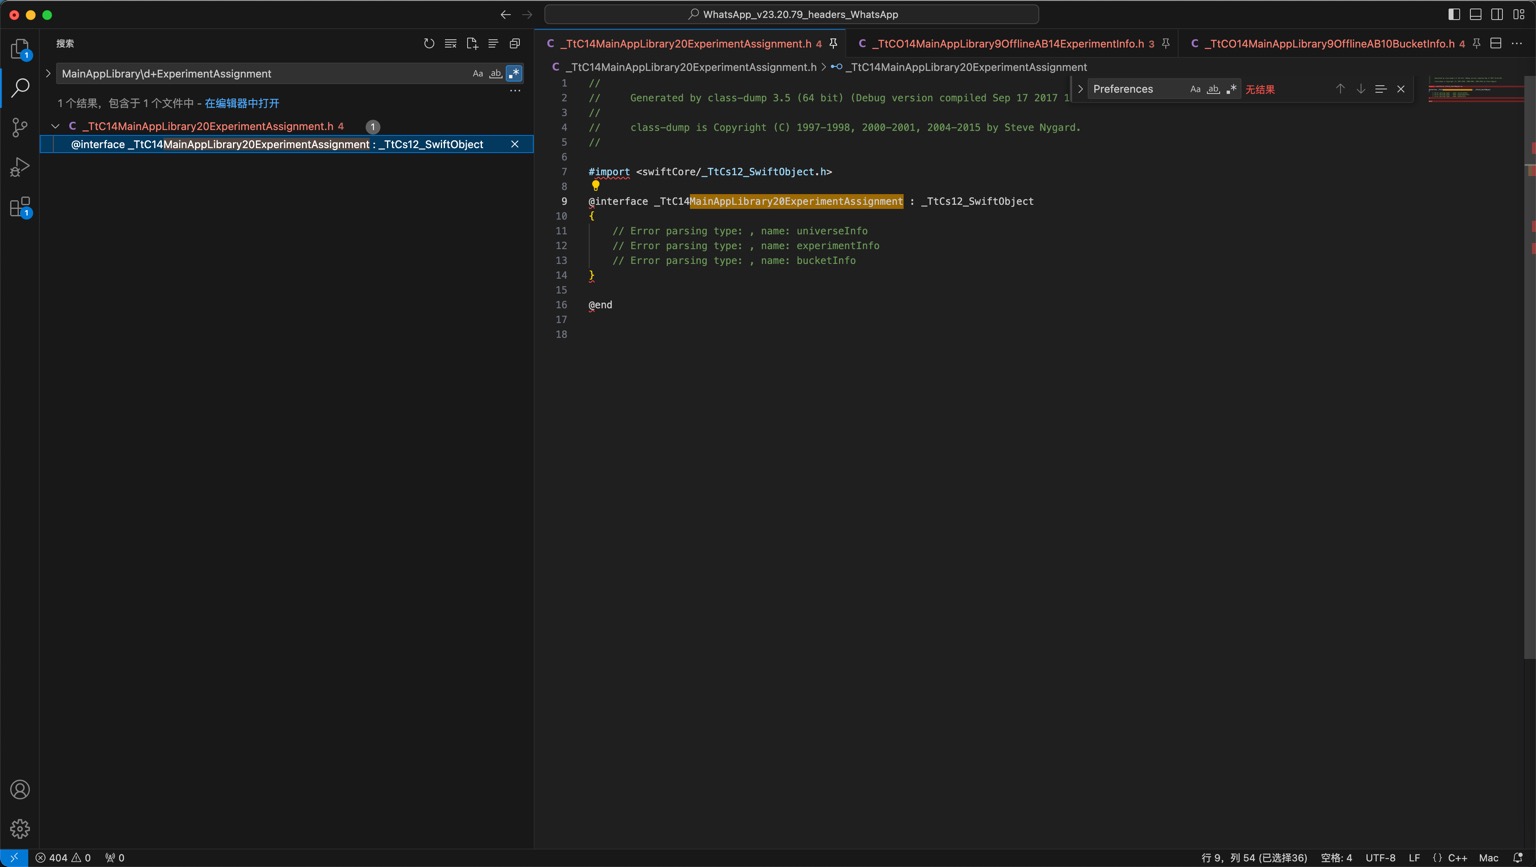 WhatsApp_v23.20.79_headers_WhatsApp
搜索
MainAppLibrary\d+ExperimentAssignment
Aa ab
1 个结果，包含于 1 个文件中 - 在编辑器中打开
C _TtC14MainAppLibrary20ExperimentAssignment.h 4 1
@interface _TtC14MainAppLibrary20ExperimentAssignment : _TtCs12_SwiftObject
1
1
C _TtC14MainAppLibrary20ExperimentAssignment.h 4
C _TtCO14MainAppLibrary9OfflineAB14ExperimentInfo.h 3
C _TtCO14MainAppLibrary9OfflineAB10BucketInfo.h 4
C _TtC14MainAppLibrary20ExperimentAssignment.h > _TtC14MainAppLibrary20ExperimentAssignment
Preferences Aa ab 无结果
1 //
2 // Generated by class-dump 3.5 (64 bit) (Debug version compiled Sep 17 2017 1
3 //
4 // class-dump is Copyright (C) 1997-1998, 2000-2001, 2004-2015 by Steve Nygard.
5 //
6
7 #import <swiftCore/_TtCs12_SwiftObject.h>
8
9 @interface _TtC14MainAppLibrary20ExperimentAssignment : _TtCs12_SwiftObject
10 {
11 // Error parsing type: , name: universeInfo
12 // Error parsing type: , name: experimentInfo
13 // Error parsing type: , name: bucketInfo
14 }
15
16 @end
17
18
404 0 0
行 9，列 54 (已选择36) 空格: 4 UTF-8 LF {} C++ Mac